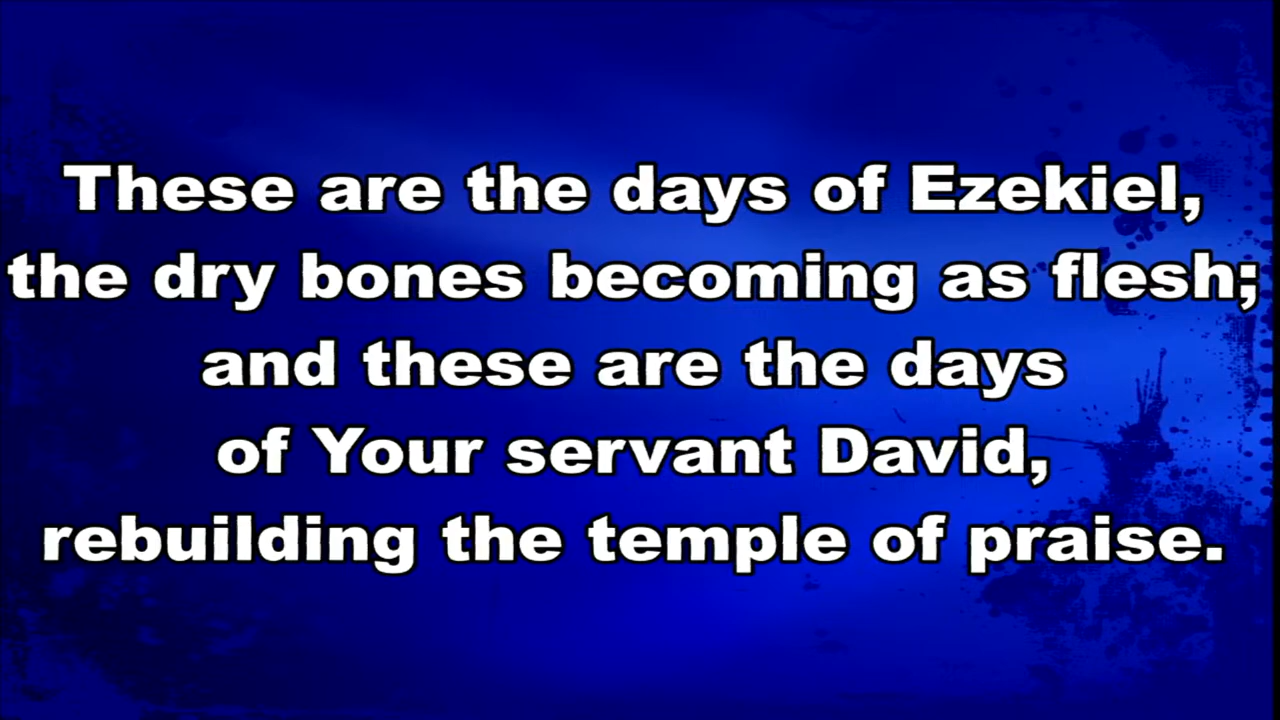 These are the days of Ezekiel,
the dry bones becoming as flesh;
and these are the days
of Your servant David,
rebuilding the temple of praise.